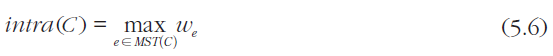 intra(C) = max w_e (5.6)
e∈MST(C)